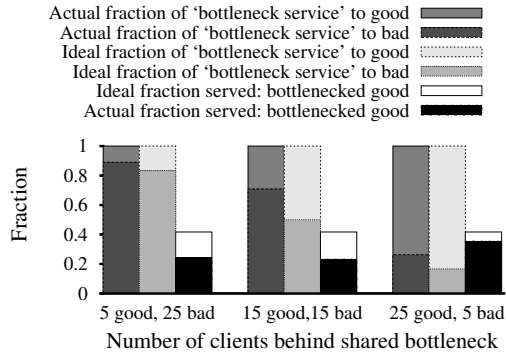 Actual fraction of ‘bottleneck service’ to good
Actual fraction of ‘bottleneck service’ to bad
Ideal fraction of ‘bottleneck service’ to good
Ideal fraction of ‘bottleneck service’ to bad
Ideal fraction served: bottlenecked good
Actual fraction served: bottlenecked good
1
0.8
0.6
0.4
0.2
0
Fraction
5 good, 25 bad
15 good,15 bad
25 good, 5 bad
Number of clients behind shared bottleneck